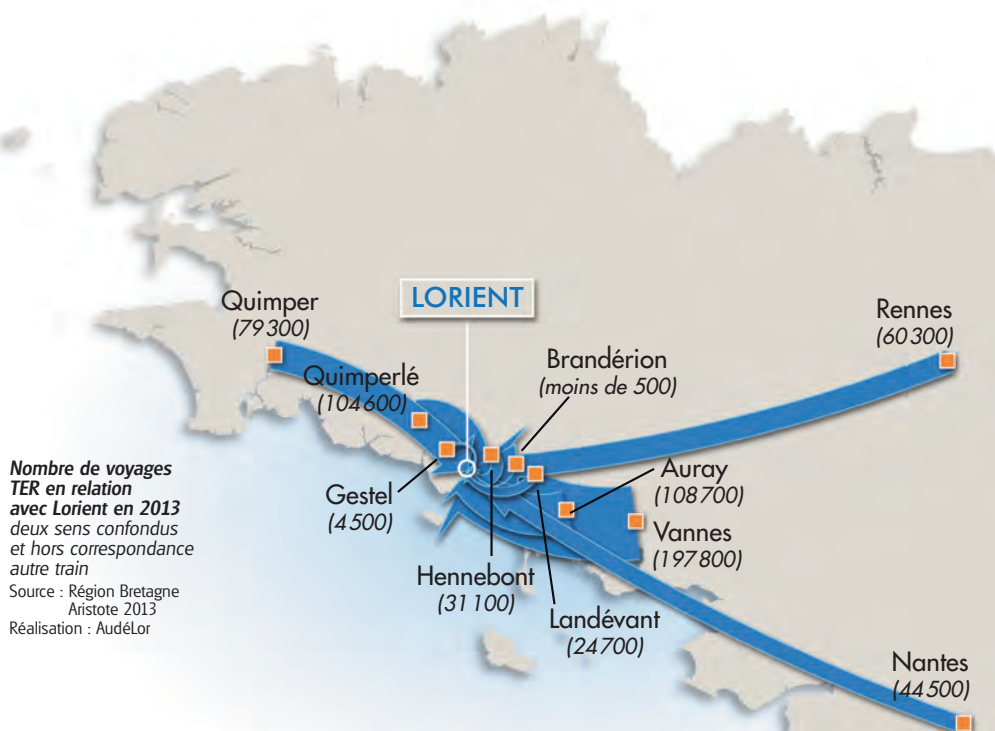 LORIENT
Quimper
(79 300)
Quimperlé
(104 600)
Brandérion
(moins de 500)
Rennes
(60 300)
Gestel
(4 500)
Auray
(108 700)
Vannes
(197 800)
Hennebont
(31 100)
Landévant
(24 700)
Nantes
(44 500)
Nombre de voyages
TER en relation
avec Lorient en 2013
deux sens confondus
et hors correspondance
autre train
Source : Région Bretagne
Aristote 2013
Réalisation : AudéLor